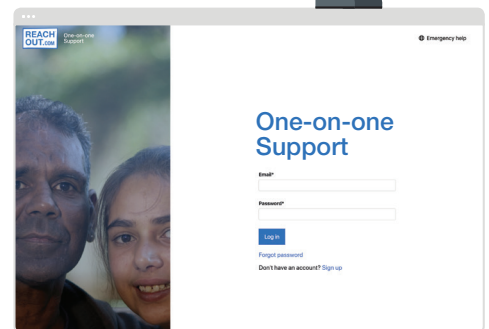 REACH
OUT.COM
One-on-one
Support
Emergency help
One-on-one
Support
Email*
Password*
Log in
Forgot password
Don't have an account? Sign up